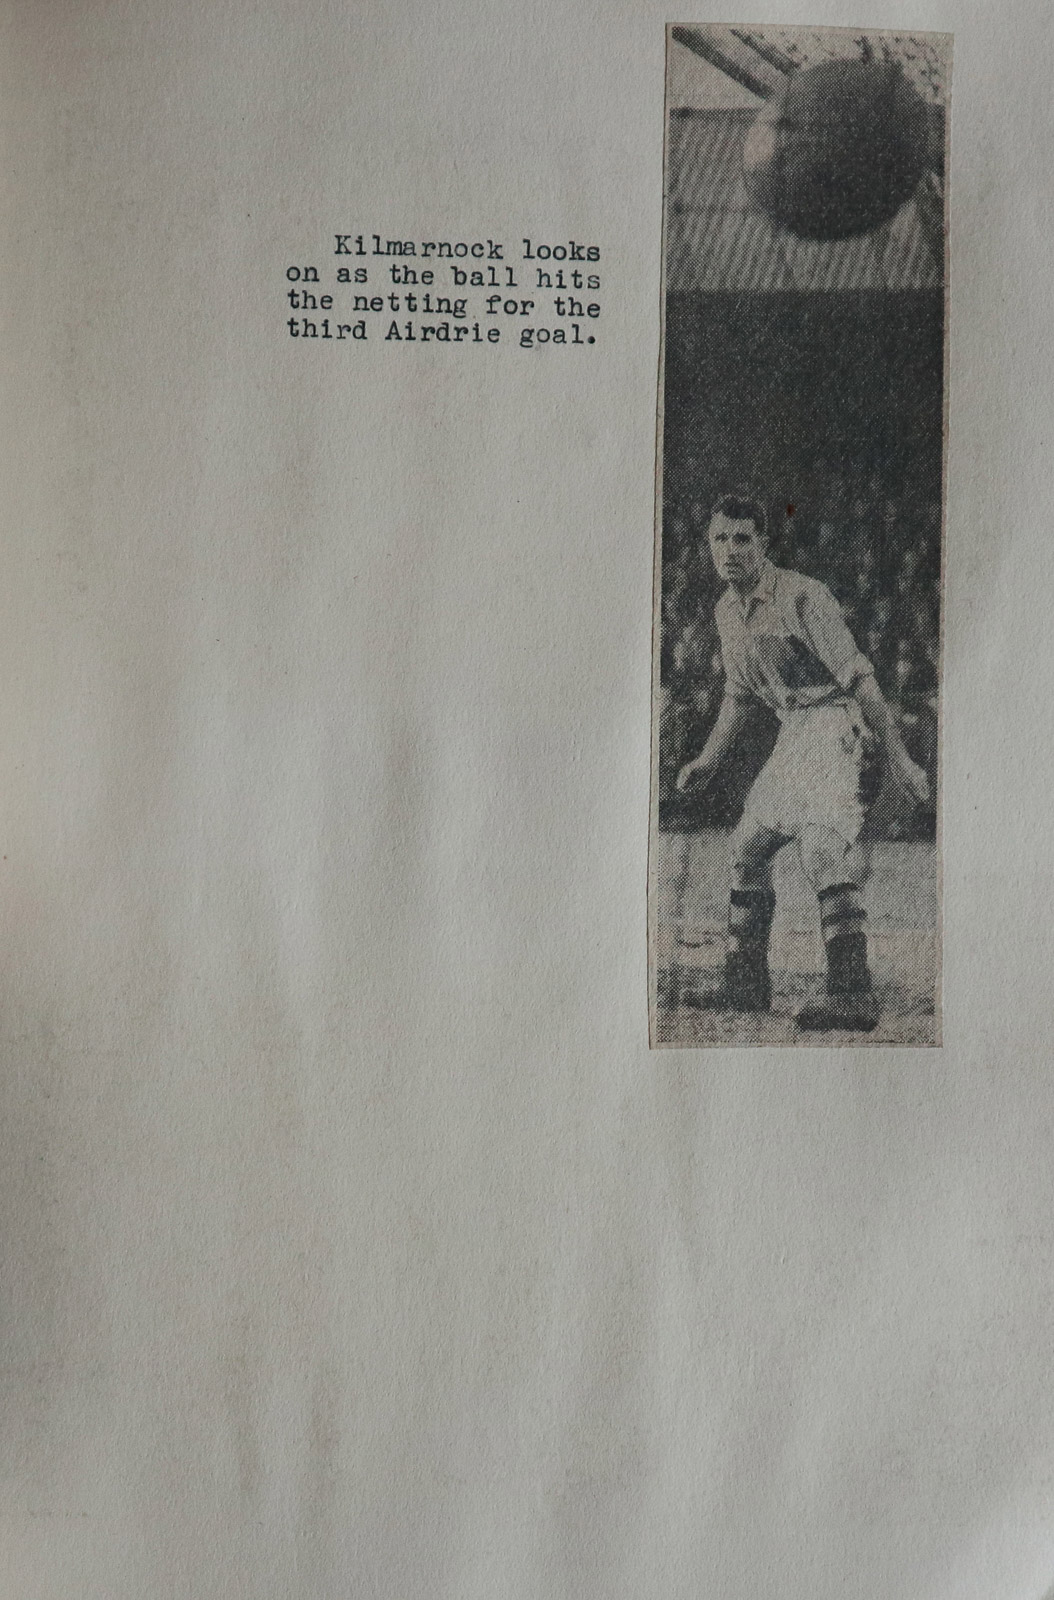 Kilmarnock looks
on as the ball hits
the netting for the
third Airdrie goal.